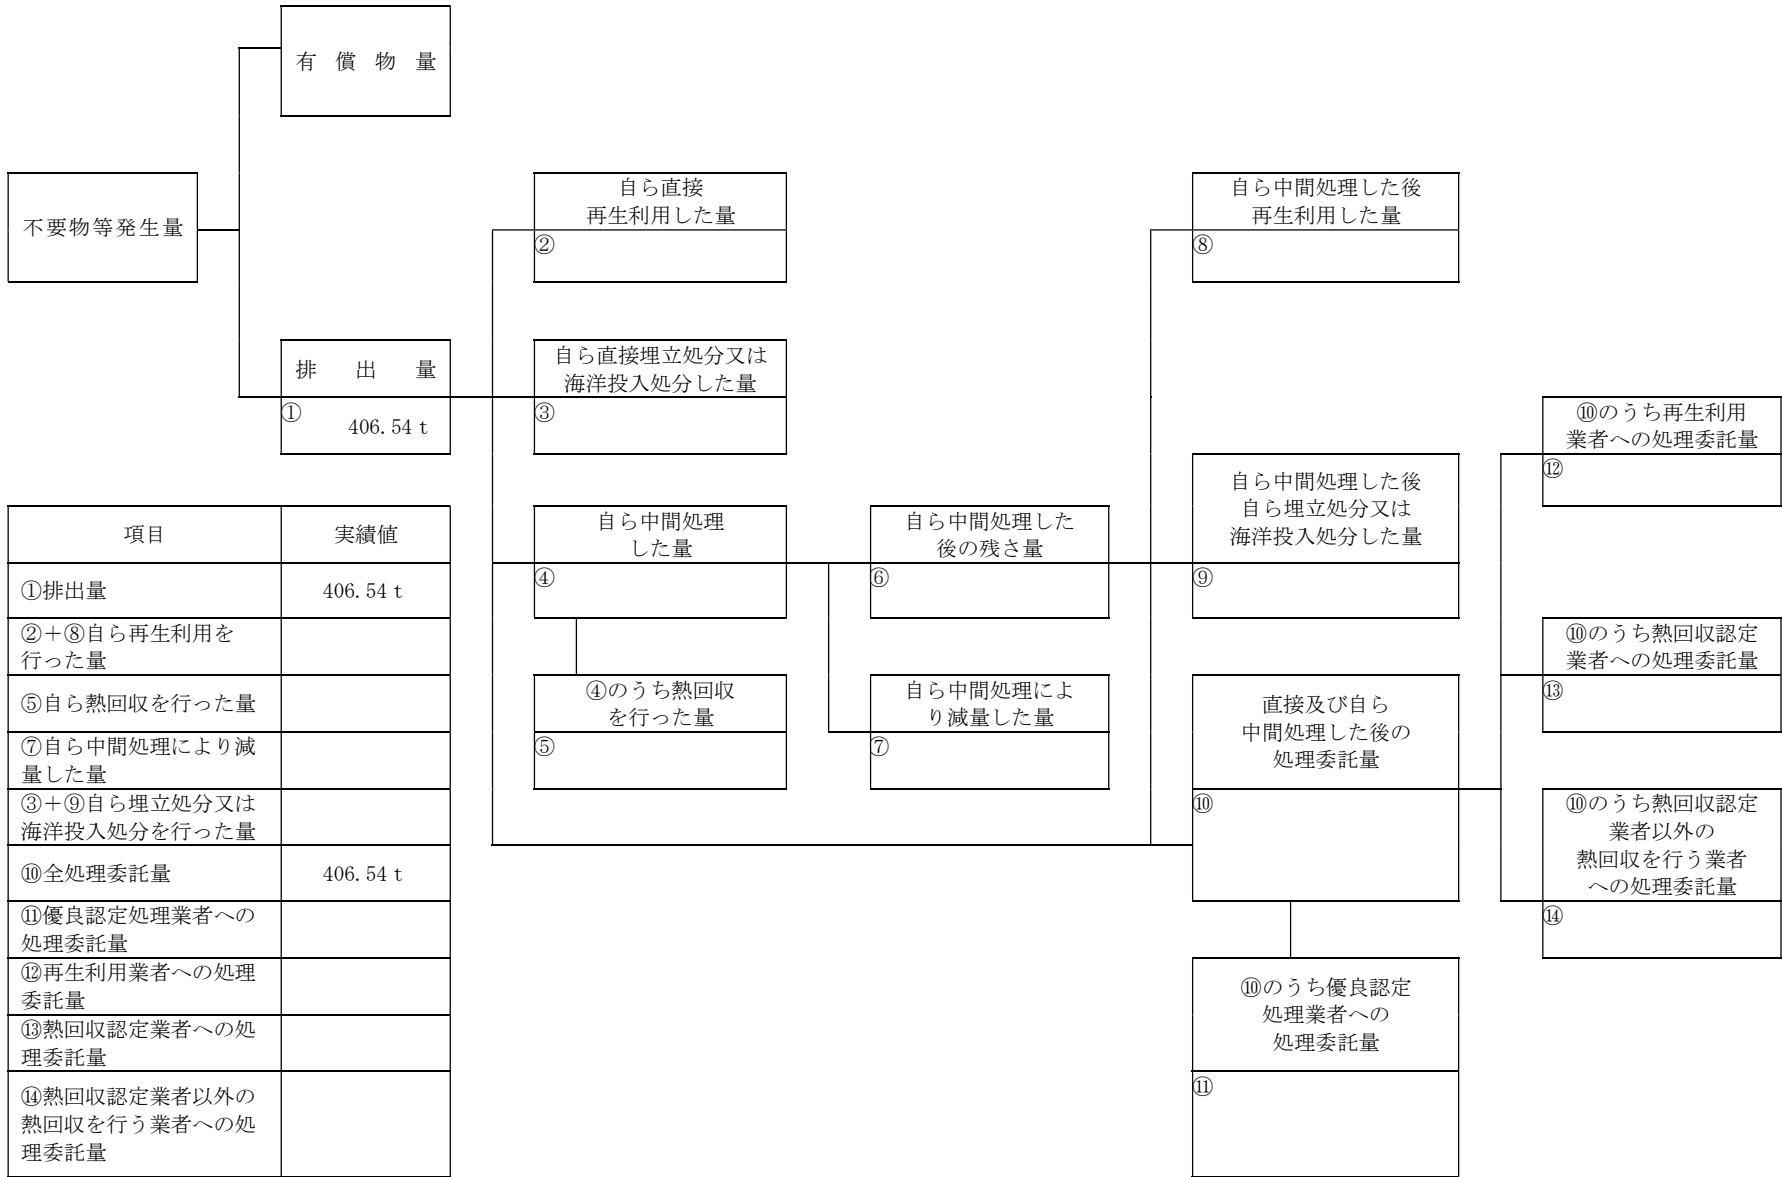 有償物量
不要物等発生量
排出量
①
406.54 t
自ら直接
再生利用した量
②
自ら直接埋立処分又は
海洋投入処分した量
③
自ら中間処理
した量
④
④のうち熱回収
を行った量
⑤
自ら中間処理した
後の残さ量
⑥
自ら中間処理によ
り減量した量
⑦
自ら中間処理した後
再生利用した量
⑧
自ら中間処理した後
自ら埋立処分又は
海洋投入処分した量
⑨
直接及び自ら
中間処理した後の
処理委託量
⑩
⑩のうち優良認定
処理業者への
処理委託量
⑪
⑩のうち再生利用
業者への処理委託量
⑫
⑩のうち熱回収認定
業者への処理委託量
⑬
⑩のうち熱回収認定
業者以外の
熱回収を行う業者
への処理委託量
⑭
項目 実績値
①排出量 406.54 t
②+⑧自ら再生利用を
行った量
⑤自ら熱回収を行った量
⑦自ら中間処理により減
量した量
③+⑨自ら埋立処分又は
海洋投入処分を行った量
⑩全処理委託量 406.54 t
⑪優良認定処理業者への
処理委託量
⑫再生利用業者への処理
委託量
⑬熱回収認定業者への処
理委託量
⑭熱回収認定業者以外の
熱回収を行う業者への処
理委託量